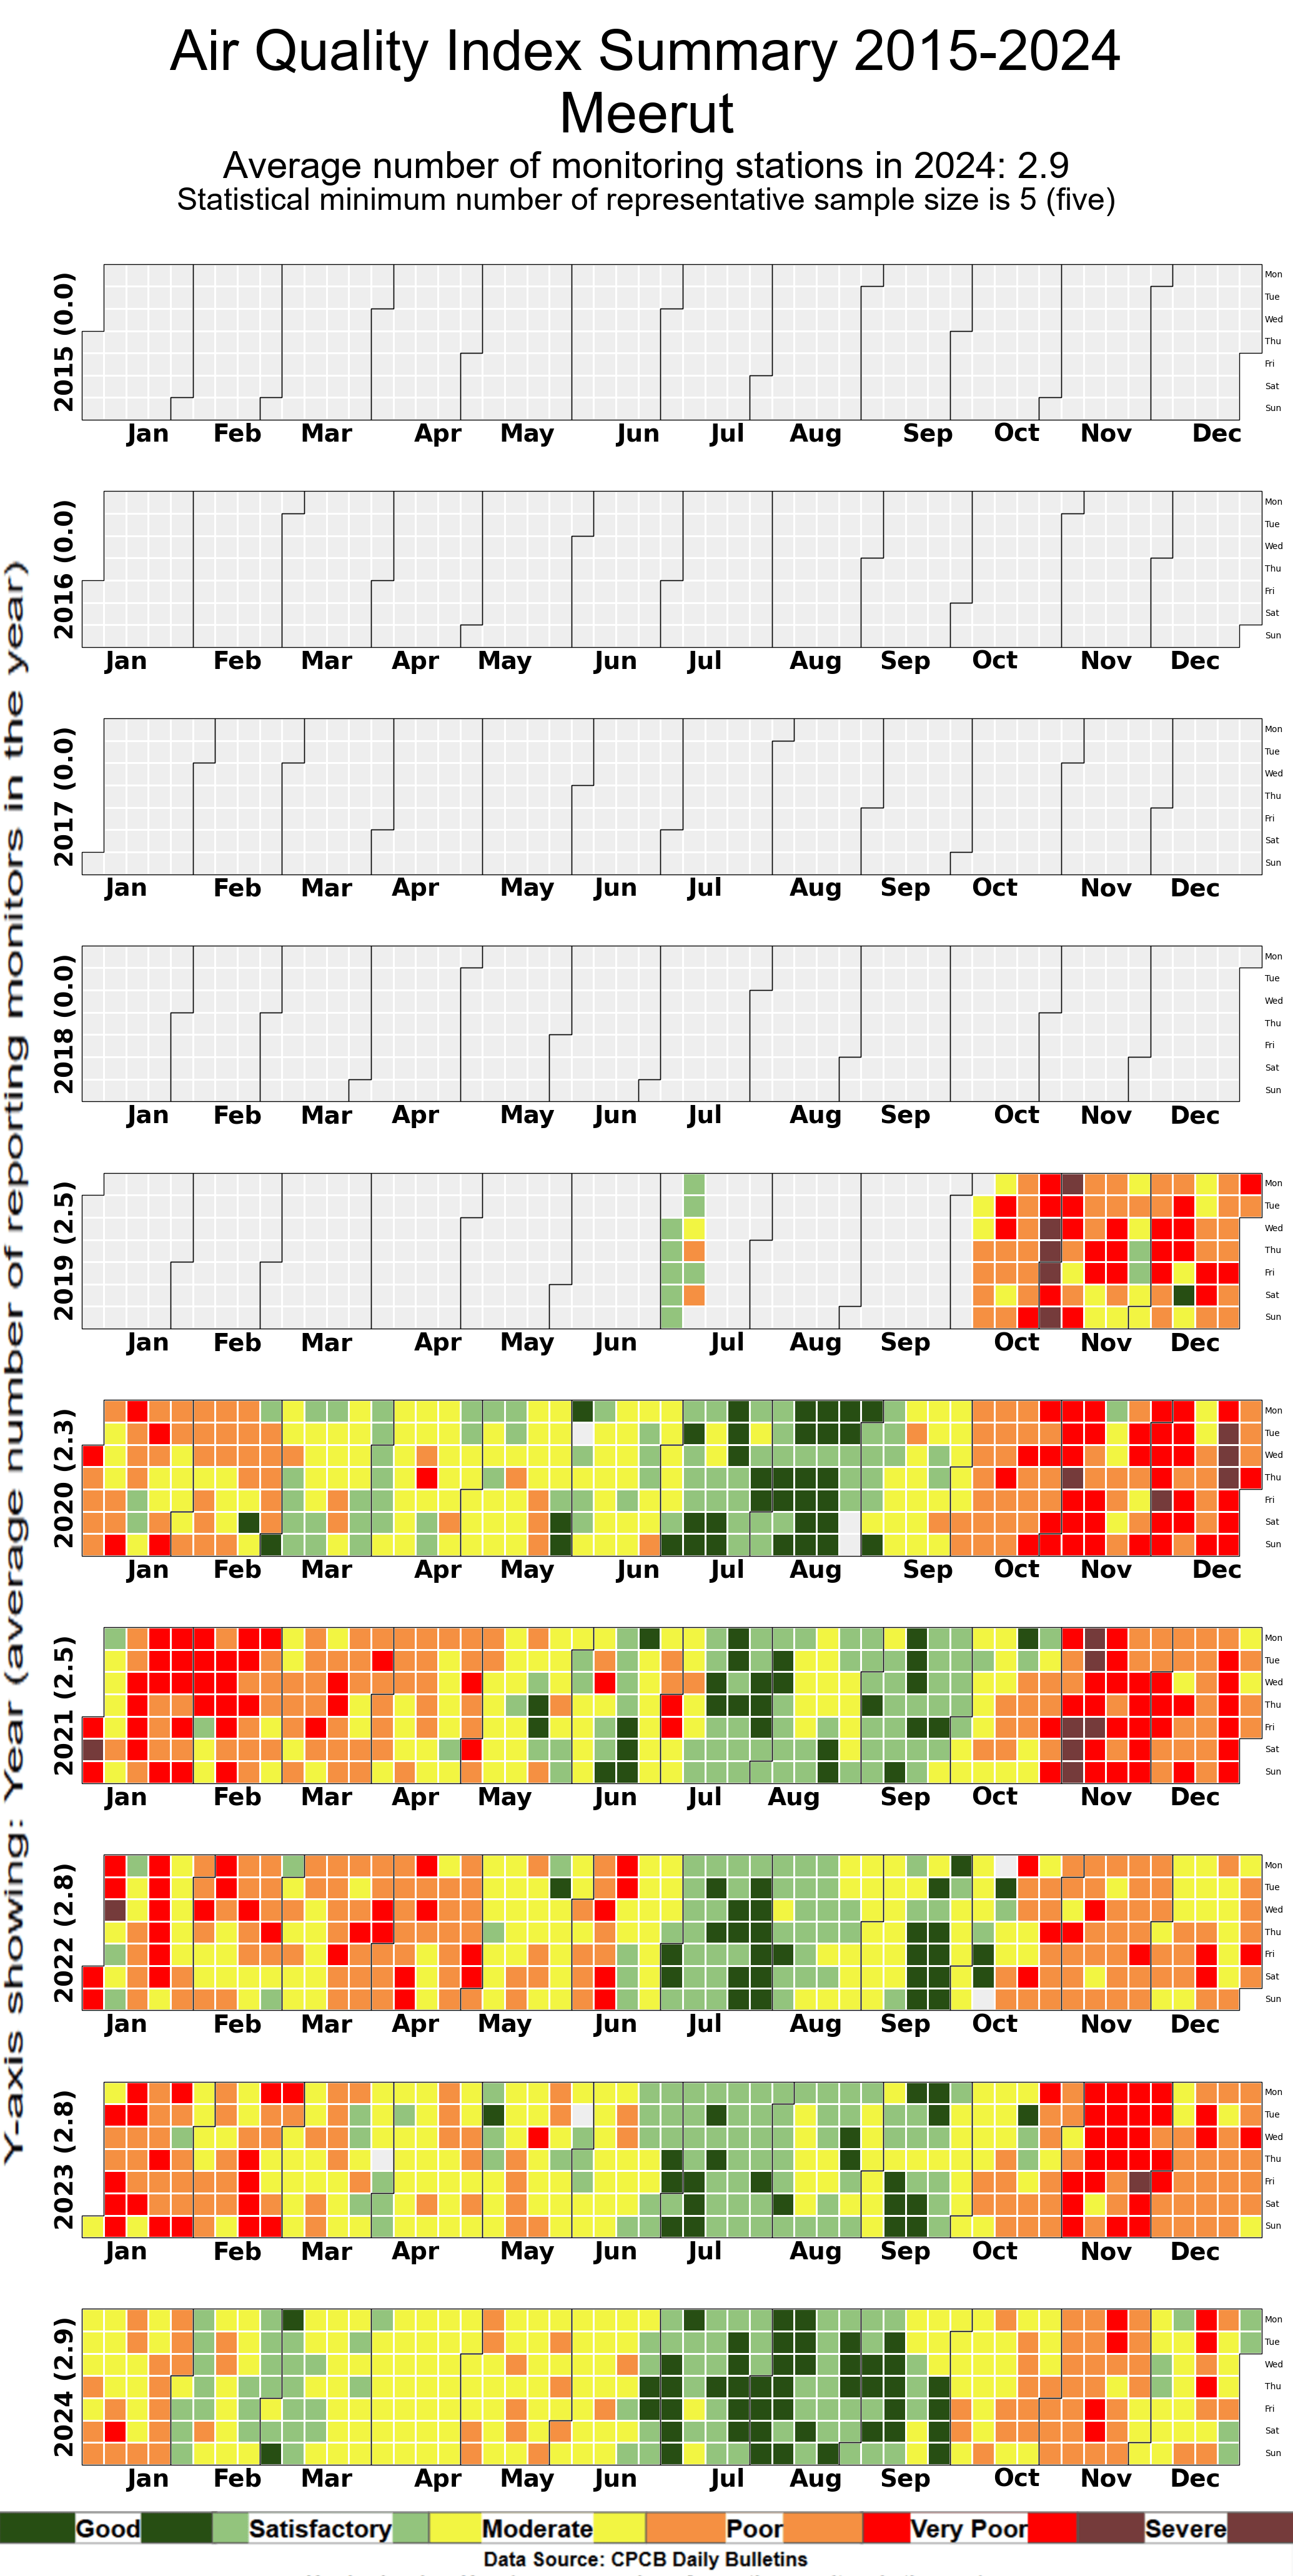 Air Quality Index Summary 2015-2024
Meerut
Average number of monitoring stations in 2024: 2.9
Statistical minimum number of representative sample size is 5 (five)
Y-axis showing: Year (average number of reporting monitors in the year)
2015 (0.0)
Mon
Tue
Wed
Thu
Fri
Sat
Sun
Jan Feb Mar Apr May Jun Jul Aug Sep Oct Nov Dec
2016 (0.0)
Mon
Tue
Wed
Thu
Fri
Sat
Sun
Jan Feb Mar Apr May Jun Jul Aug Sep Oct Nov Dec
2017 (0.0)
Mon
Tue
Wed
Thu
Fri
Sat
Sun
Jan Feb Mar Apr May Jun Jul Aug Sep Oct Nov Dec
2018 (0.0)
Mon
Tue
Wed
Thu
Fri
Sat
Sun
Jan Feb Mar Apr May Jun Jul Aug Sep Oct Nov Dec
2019 (2.5)
Mon
Tue
Wed
Thu
Fri
Sat
Sun
Jan Feb Mar Apr May Jun Jul Aug Sep Oct Nov Dec
2020 (2.3)
Mon
Tue
Wed
Thu
Fri
Sat
Sun
Jan Feb Mar Apr May Jun Jul Aug Sep Oct Nov Dec
2021 (2.5)
Mon
Tue
Wed
Thu
Fri
Sat
Sun
Jan Feb Mar Apr May Jun Jul Aug Sep Oct Nov Dec
2022 (2.8)
Mon
Tue
Wed
Thu
Fri
Sat
Sun
Jan Feb Mar Apr May Jun Jul Aug Sep Oct Nov Dec
2023 (2.8)
Mon
Tue
Wed
Thu
Fri
Sat
Sun
Jan Feb Mar Apr May Jun Jul Aug Sep Oct Nov Dec
2024 (2.9)
Mon
Tue
Wed
Thu
Fri
Sat
Sun
Jan Feb Mar Apr May Jun Jul Aug Sep Oct Nov Dec
Good Satisfactory Moderate Poor Very Poor Severe
Data Source: CPCB Daily Bulletins